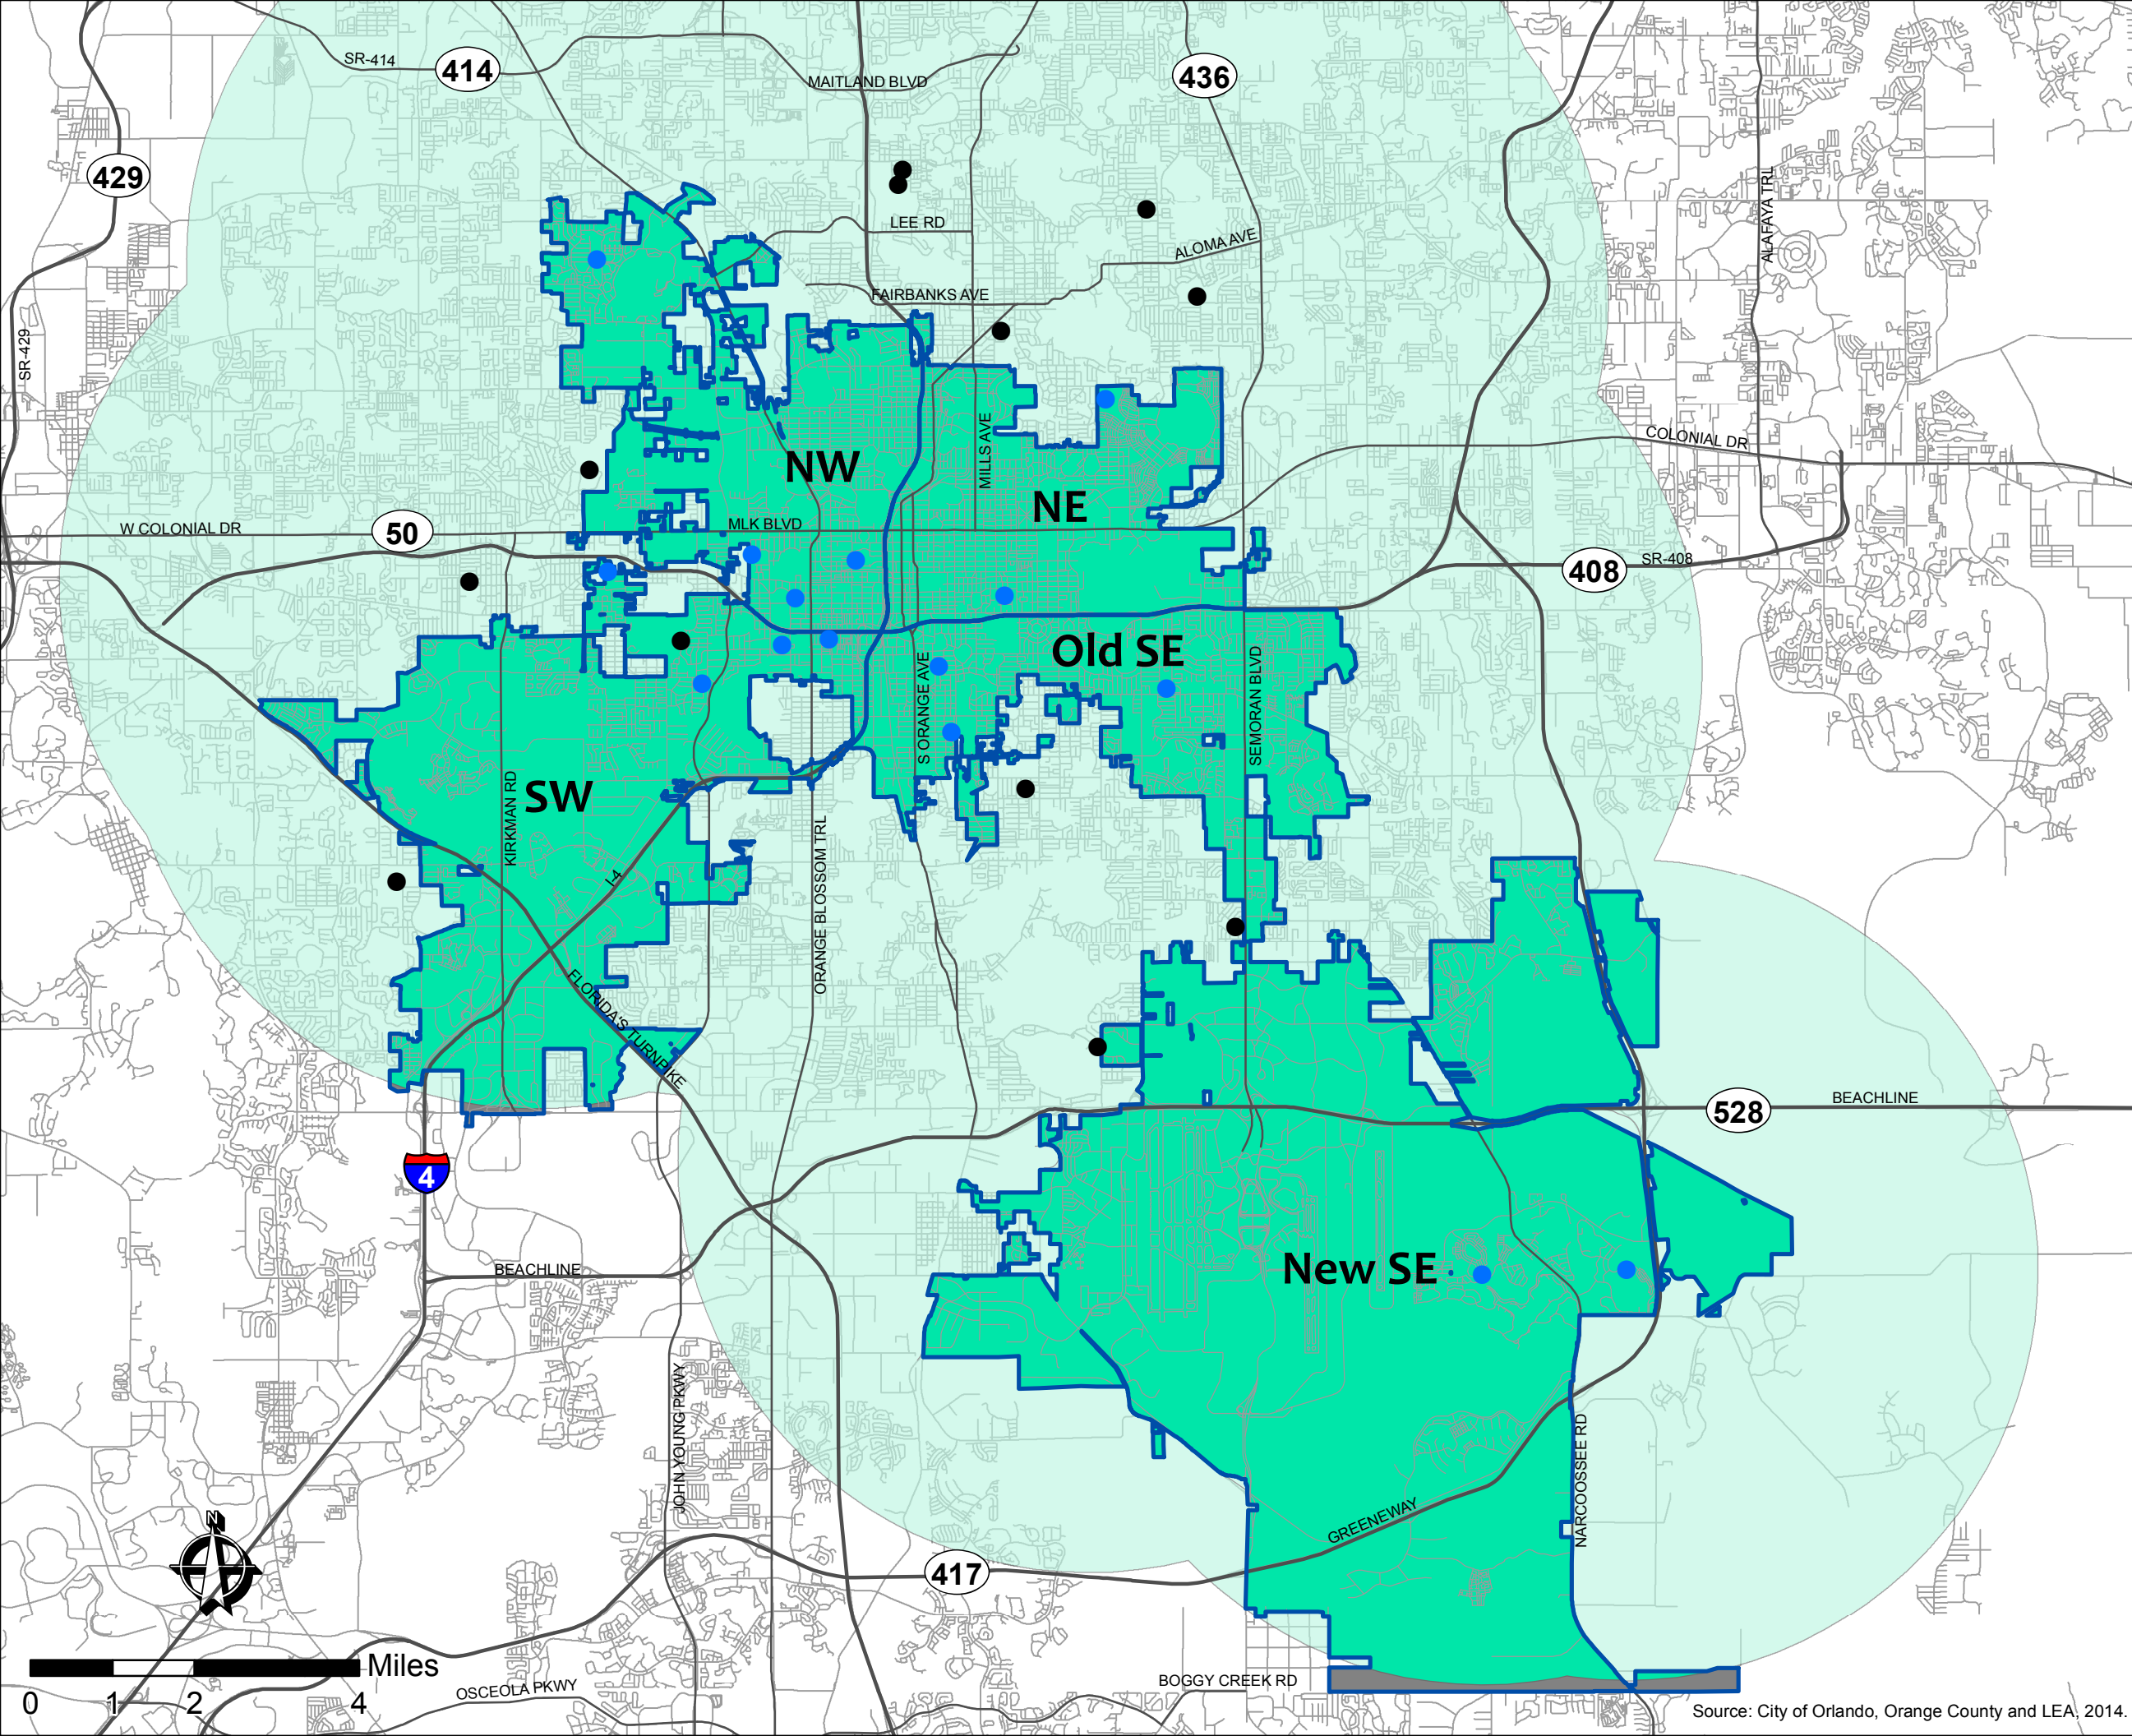 SR-414
414
MAITLAND BLVD
436
429
ALAFAYA TRL
LEE RD
ALOMA AVE
FAIRBANKS AVE
SR-429
MILLS AVE
COLONIAL DR
NW
NE
W COLONIAL DR
50
MLK BLVD
408
SR-408
Old SE
S ORANGE AVE
SEMORAN BLVD
SW
KIRKMAN RD
ORANGE BLOSSOM TRL
I-4
FLORIDA'S TURNPIKE
528
BEACHLINE
4
BEACHLINE
New SE
JOHN YOUNG PKWY
NARCOOSSEE RD
GREENEWAY
N
417
Miles
0 1 2 4
OSCEOLA PKWY
BOGGY CREEK RD
Source: City of Orlando, Orange County and LEA, 2014.